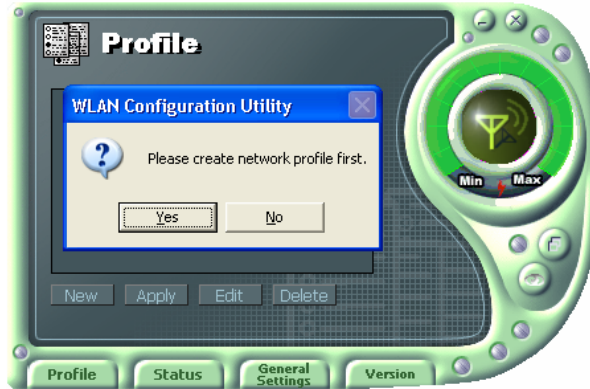 Profile
WLAN Configuration Utility
Please create network profile first.
Yes No
New Apply Edit Delete
Min Max
Profile Status General Settings Version